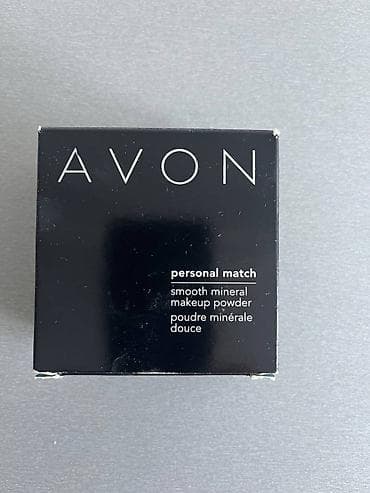 AVON
personal match
smooth mineral
makeup powder
poudre minérale
douce